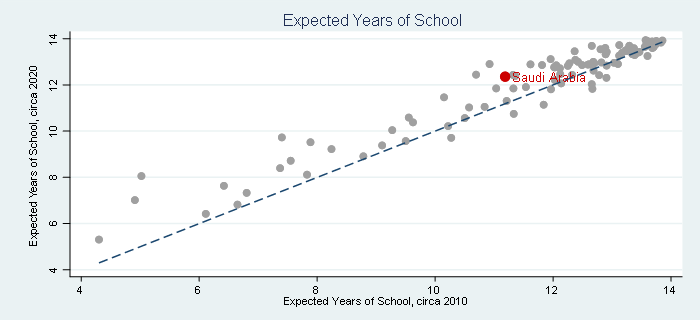 Expected Years of School
Expected Years of School, circa 2020
14
12
10
8
6
4
Saudi Arabia
4 6 8 10 12 14
Expected Years of School, circa 2010